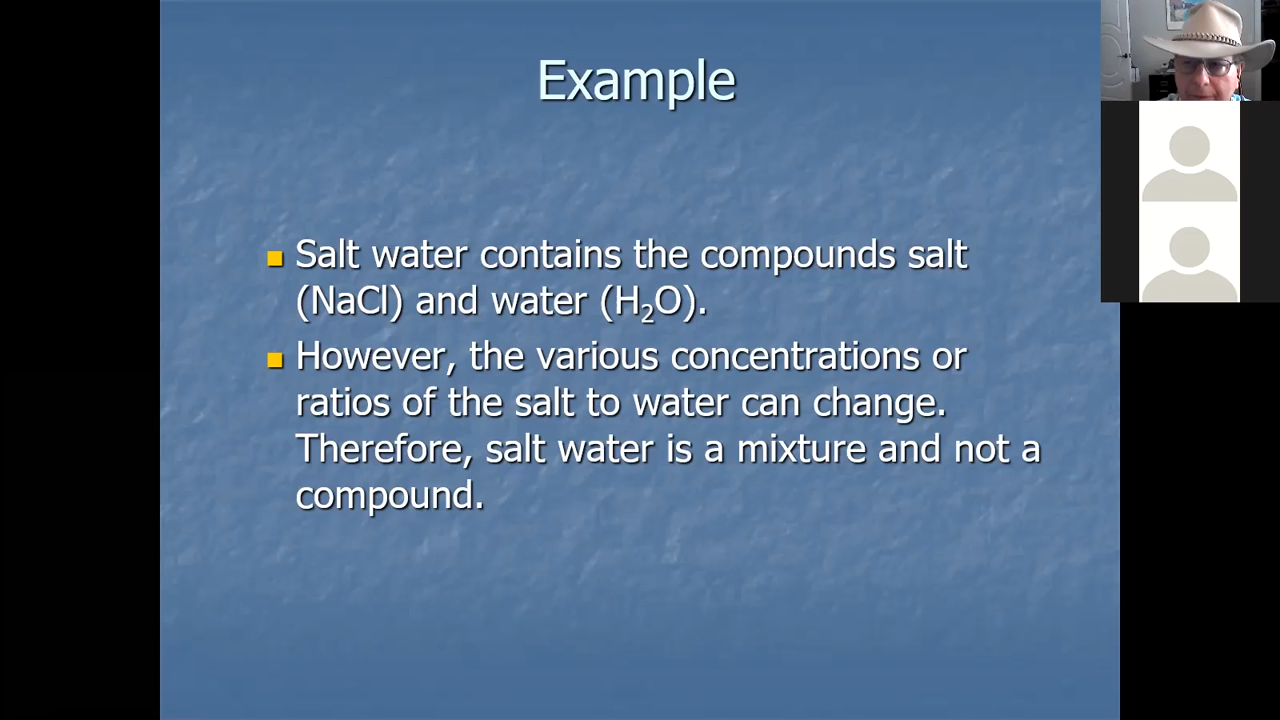 Example
■ Salt water contains the compounds salt
(NaCl) and water (H₂O).
■ However, the various concentrations or
ratios of the salt to water can change.
Therefore, salt water is a mixture and not a
compound.